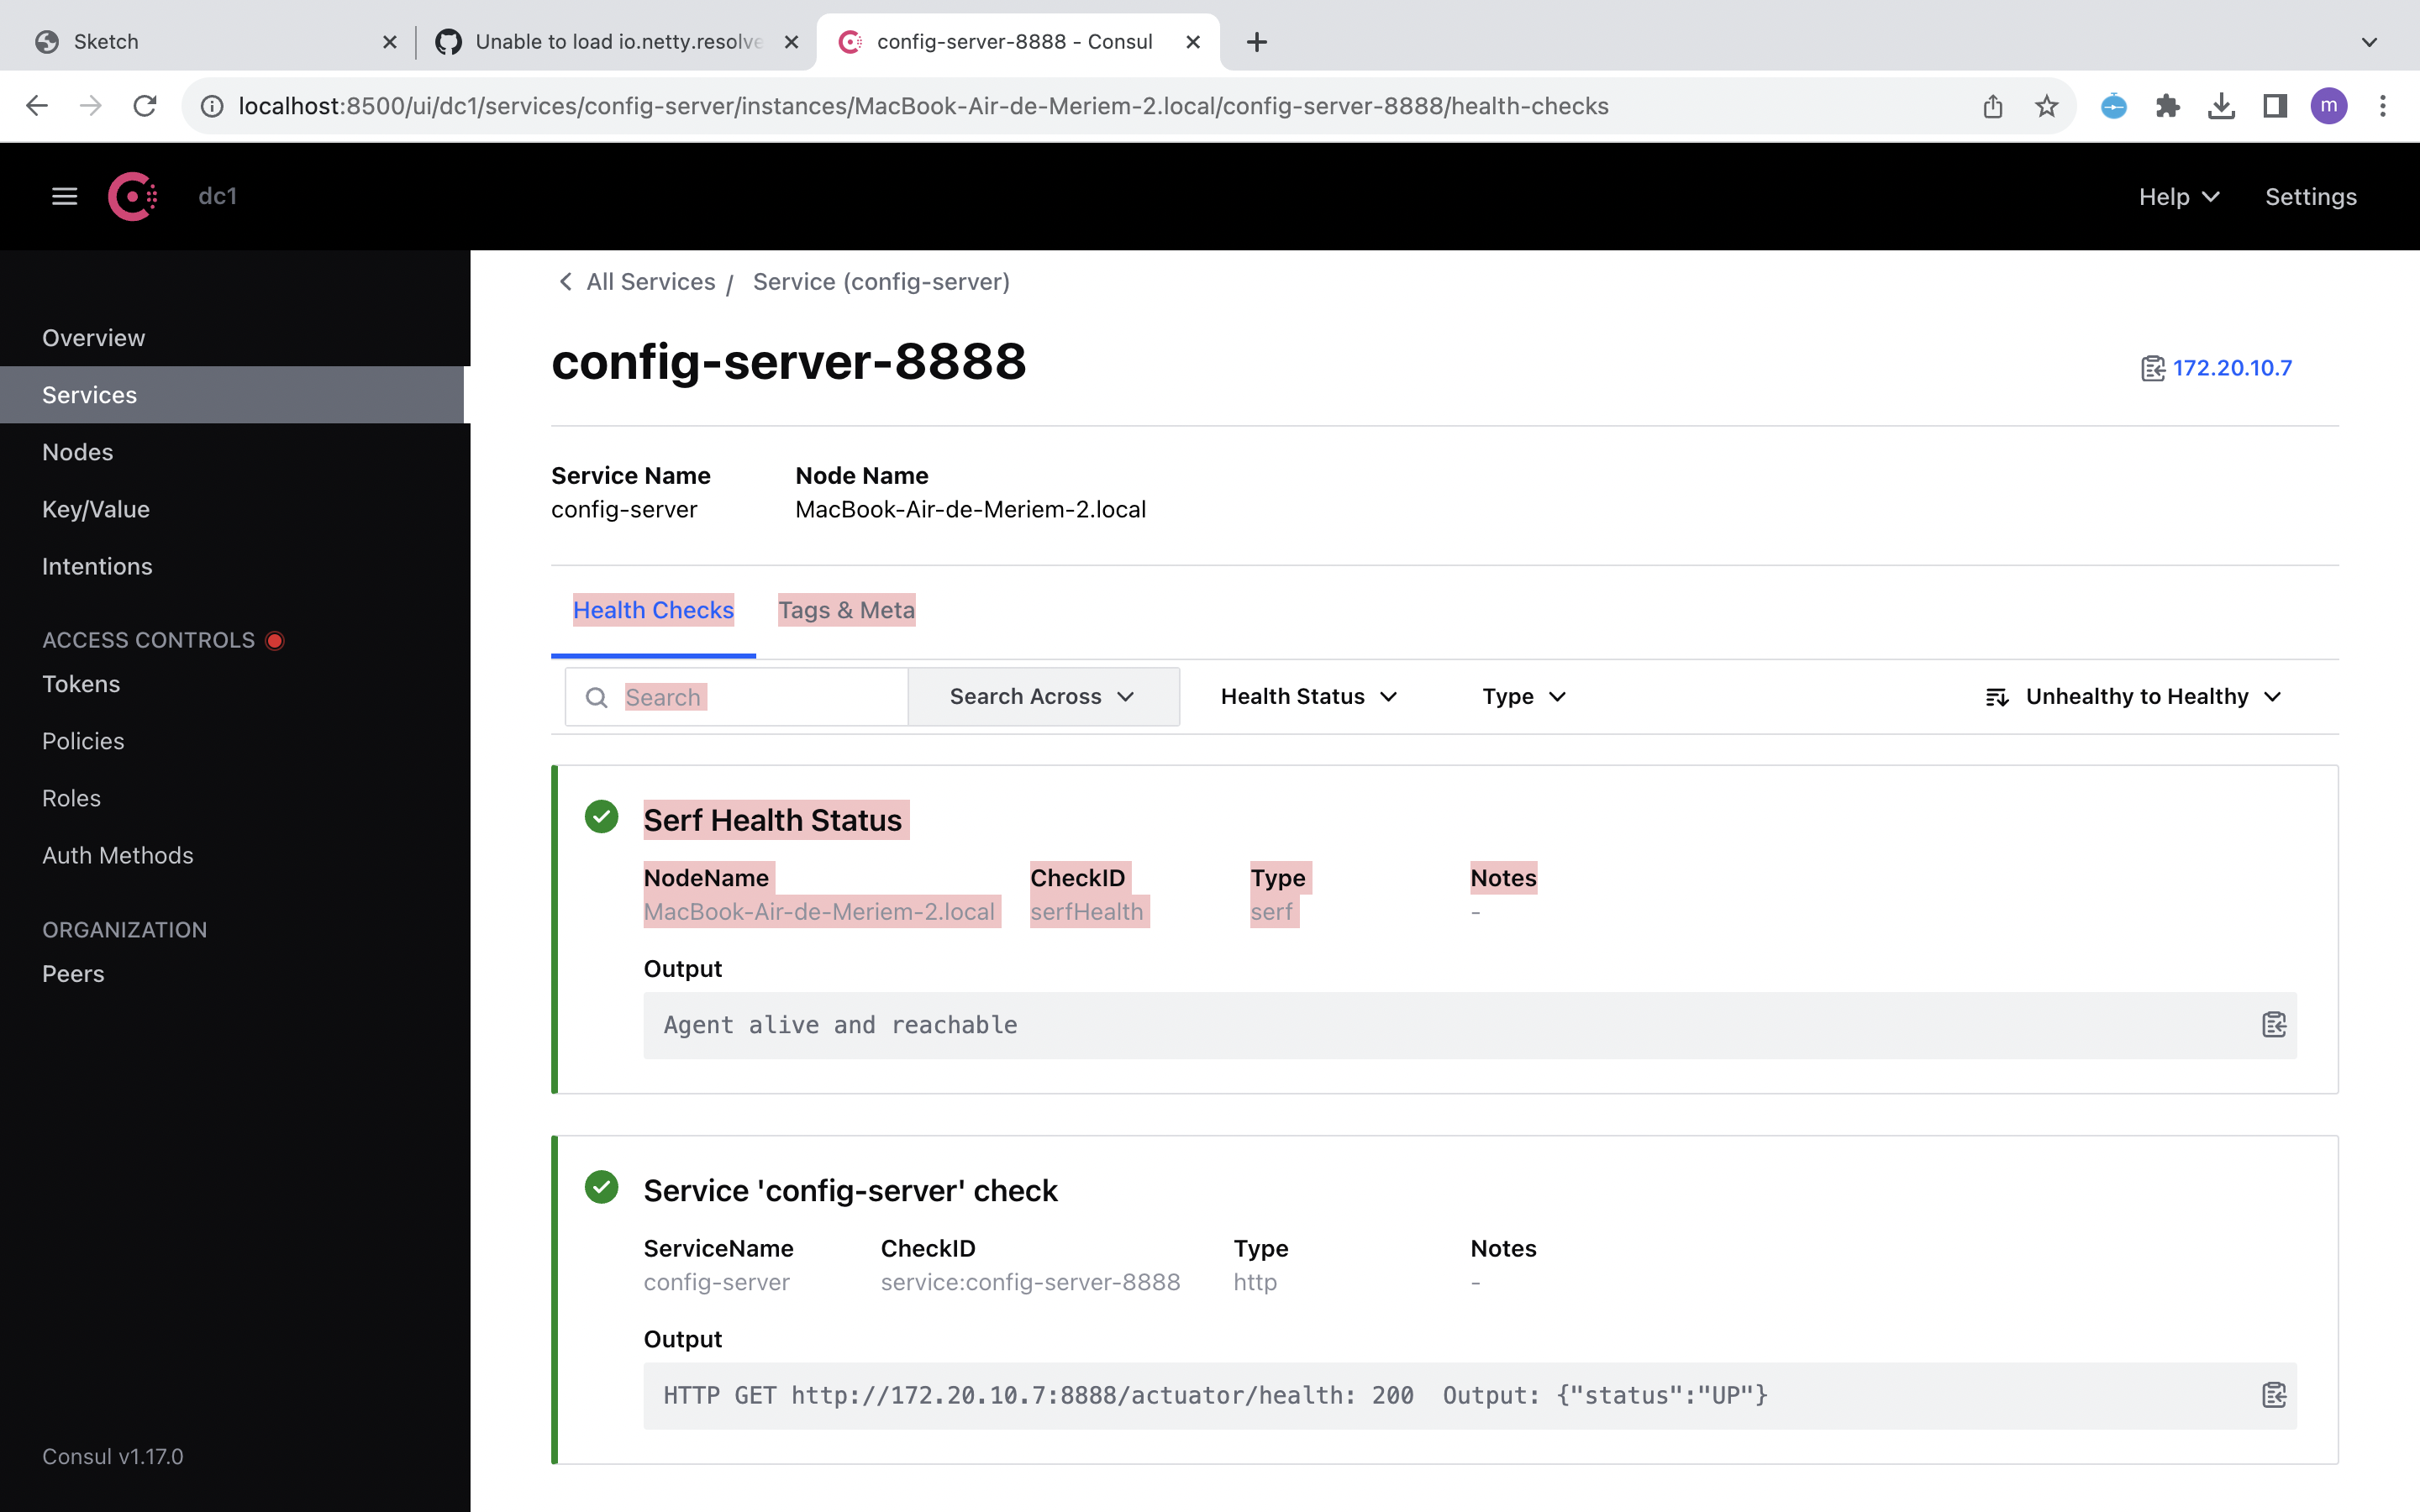 Sketch
Unable to load io.netty.resolve
config-server-8888 - Consul
localhost:8500/ui/dc1/services/config-server/instances/MacBook-Air-de-Meriem-2.local/config-server-8888/health-checks
m
dc1
Help
Settings
Overview
Services
Nodes
Key/Value
Intentions
ACCESS CONTROLS
Tokens
Policies
Roles
Auth Methods
ORGANIZATION
Peers
Consul v1.17.0
All Services / Service (config-server)
config-server-8888
172.20.10.7
Service Name Node Name
config-server MacBook-Air-de-Meriem-2.local
Health Checks Tags & Meta
Search Search Across Health Status Type Unhealthy to Healthy
Serf Health Status
NodeName CheckID Type Notes
MacBook-Air-de-Meriem-2.local serfHealth serf -
Output
Agent alive and reachable
Service 'config-server' check
ServiceName CheckID Type Notes
config-server service:config-server-8888 http -
Output
HTTP GET http://172.20.10.7:8888/actuator/health: 200  Output: {"status":"UP"}